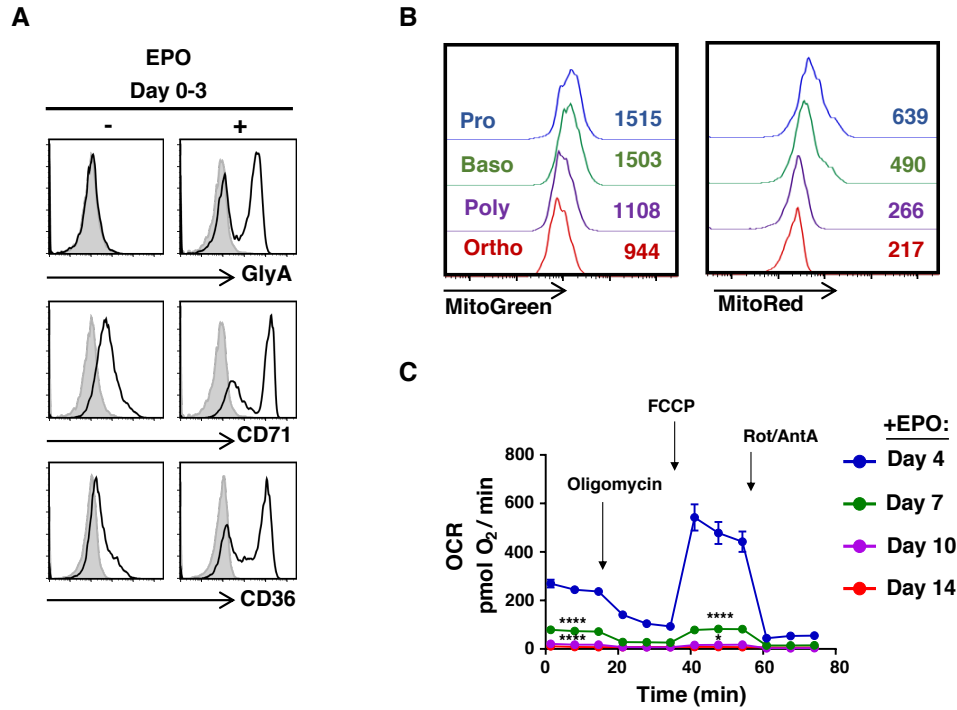 A
EPO
Day 0-3
-
+
GlyA
CD71
CD36
B
Pro 1515
Baso 1503
Poly 1108
Ortho 944
MitoGreen
639
490
266
217
MitoRed
C
FCCP
Rot/AntA
Oligomycin
+EPO:
Day 4
Day 7
Day 10
Day 14
OCR
pmol O₂ / min
800
600
400
200
0
**** ****
**** *
0 20 40 60 80
Time (min)